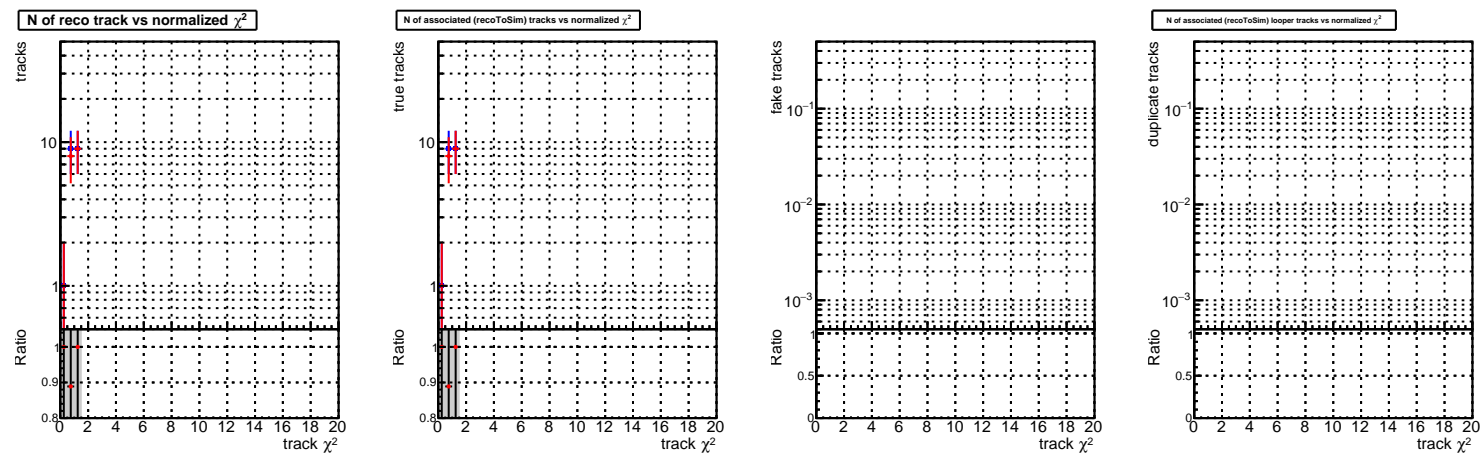 N of reco track vs normalized χ²
tracks
10
1
Ratio
1
0.9
0.8
0 2 4 6 8 10 12 14 16 18 20
track χ²
N of associated (recoToSim) tracks vs normalized χ²
true tracks
10
1
Ratio
1
0.9
0.8
0 2 4 6 8 10 12 14 16 18 20
track χ²
fake tracks
10⁻¹
10⁻²
10⁻³
Ratio
1
0.5
0
0 2 4 6 8 10 12 14 16 18 20
track χ²
N of associated (recoToSim) looper tracks vs normalized χ²
duplicate tracks
10⁻¹
10⁻²
10⁻³
Ratio
1
0.5
0
0 2 4 6 8 10 12 14 16 18 20
track χ²